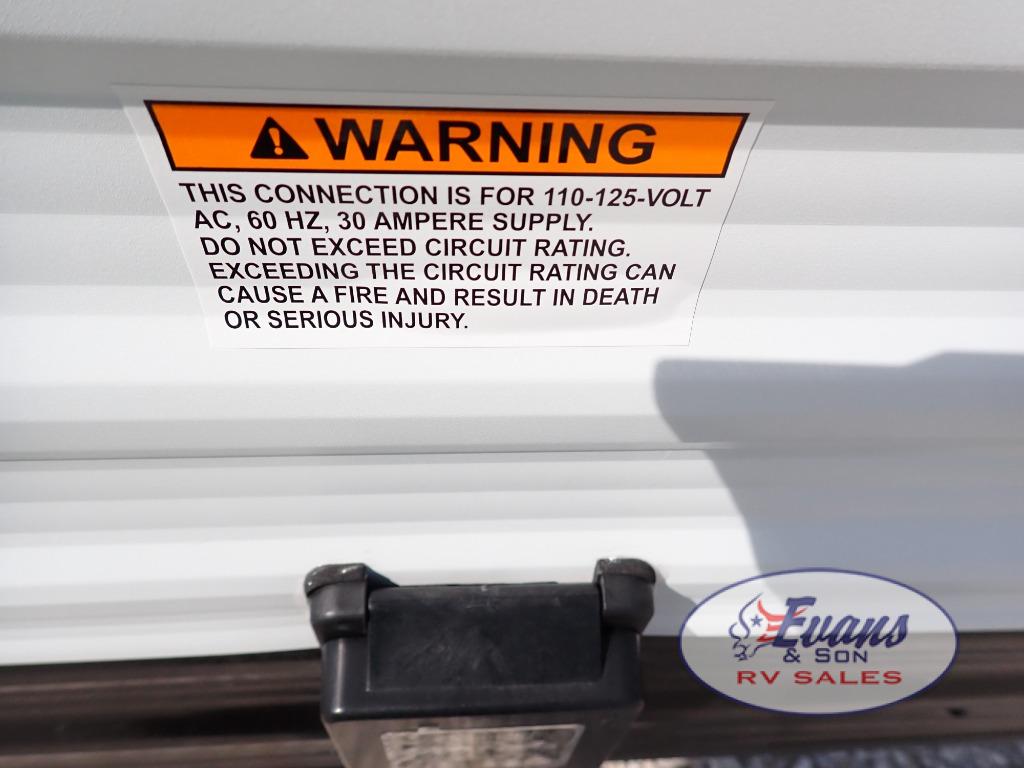 WARNING
THIS CONNECTION IS FOR 110-125-VOLT
AC, 60 HZ, 30 AMPERE SUPPLY.
DO NOT EXCEED CIRCUIT RATING.
EXCEEDING THE CIRCUIT RATING CAN
CAUSE A FIRE AND RESULT IN DEATH
OR SERIOUS INJURY.
Evans
& SON
RV SALES